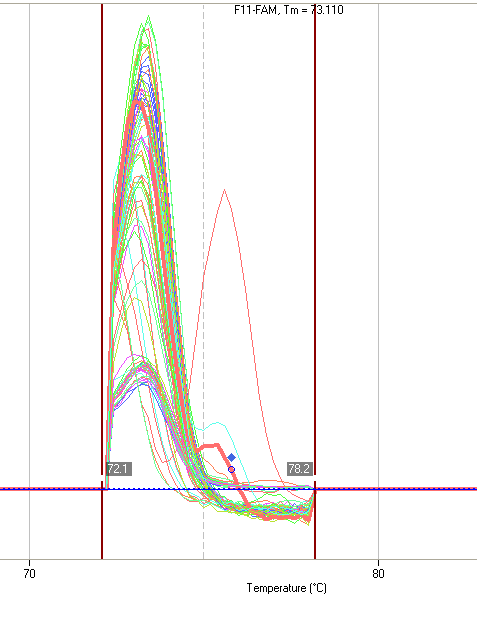 F11-FAM, Tm = 73.110
72.1
78.2
70
80
Temperature (°C)